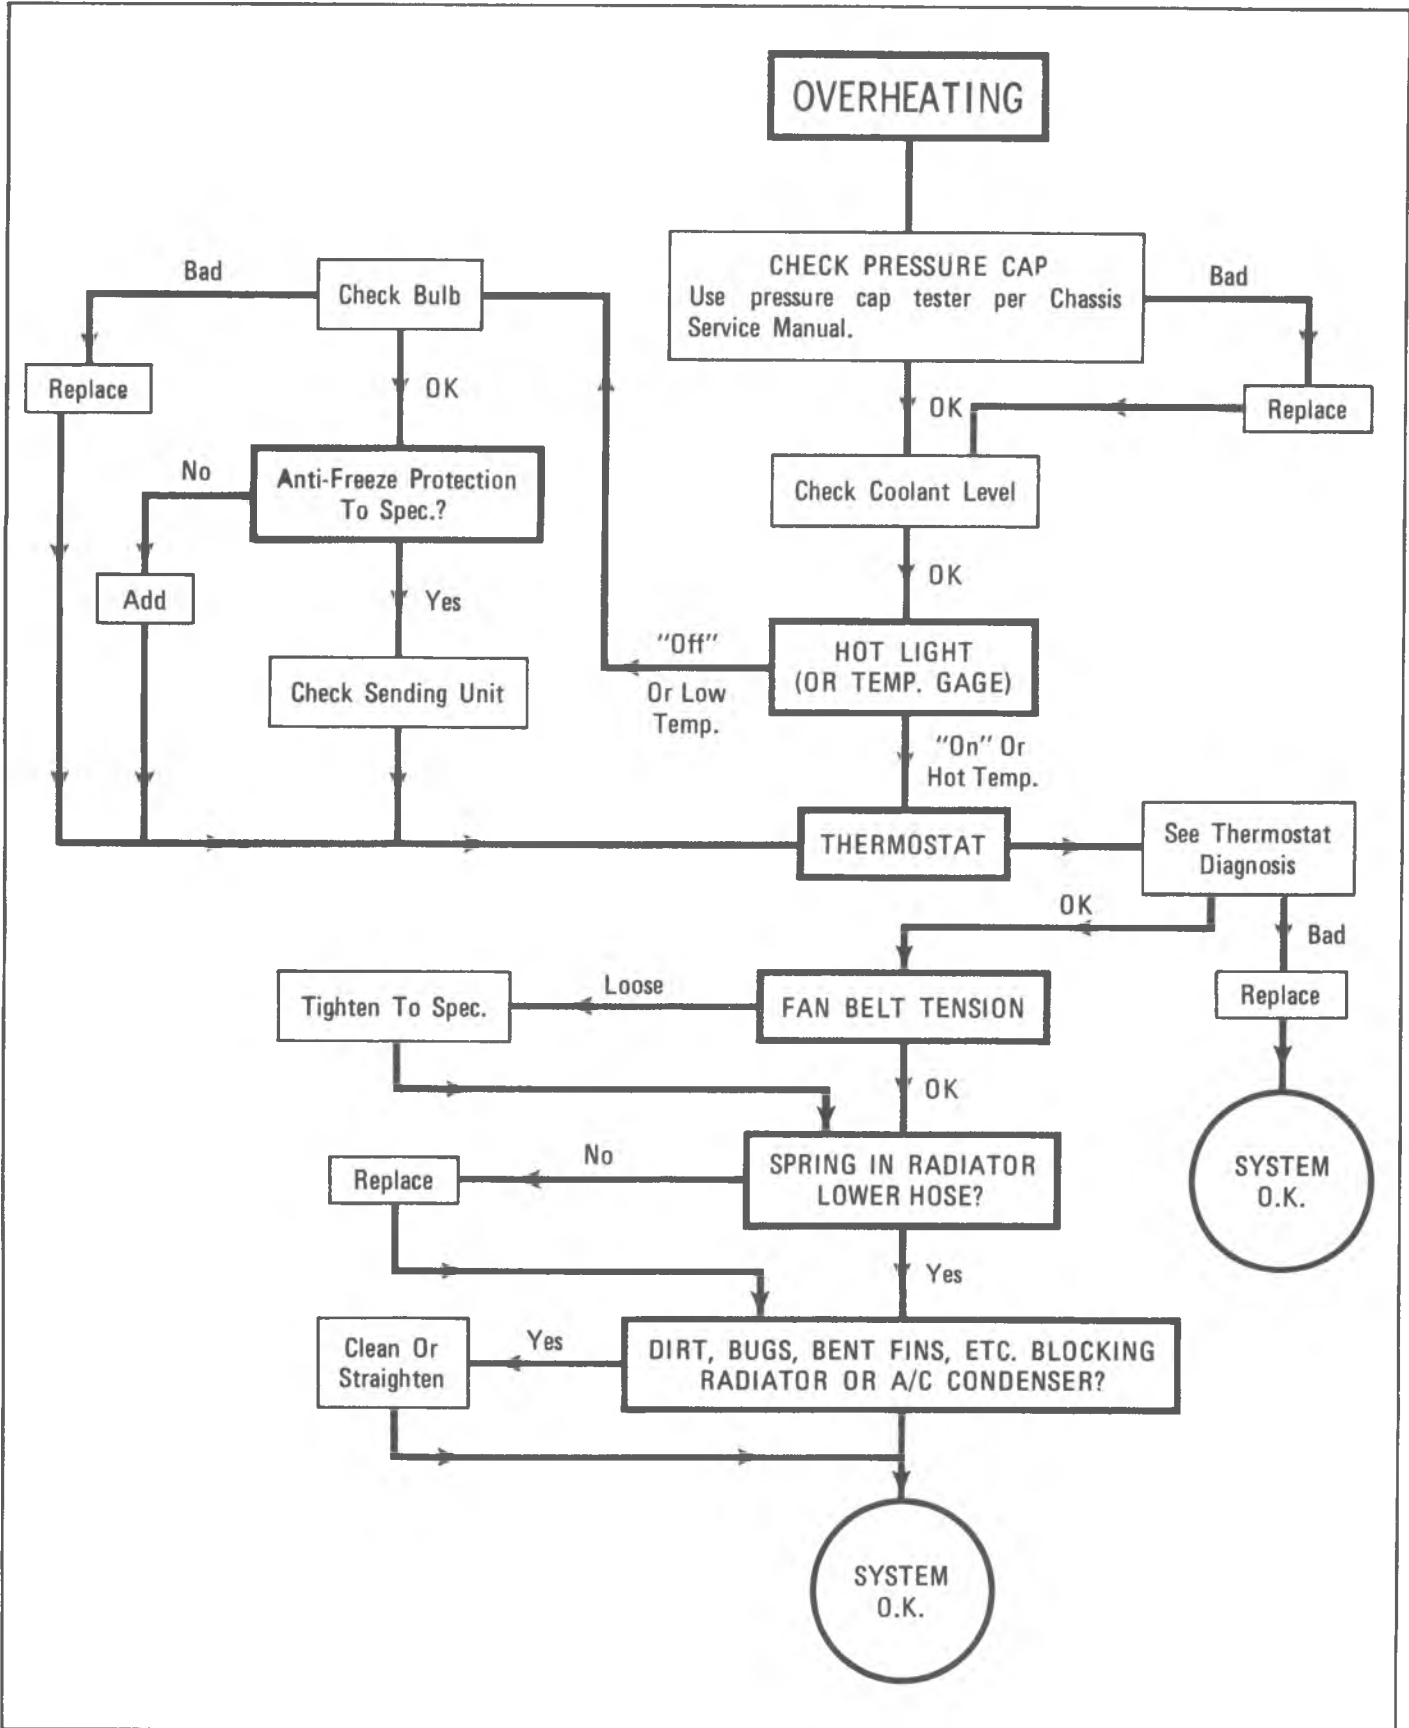 OVERHEATING
CHECK PRESSURE CAP
Use pressure cap tester per Chassis
Service Manual.
Bad
Replace
OK
Check Coolant Level
OK
HOT LIGHT
(OR TEMP. GAGE)
"Off"
Or Low
Temp.
Check Bulb
Bad
Replace
OK
Anti-Freeze Protection
To Spec.?
No
Add
Yes
Check Sending Unit
"On" Or
Hot Temp.
THERMOSTAT
See Thermostat
Diagnosis
OK
Bad
Replace
SYSTEM
O.K.
FAN BELT TENSION
Loose
Tighten To Spec.
OK
SPRING IN RADIATOR
LOWER HOSE?
No
Replace
Yes
DIRT, BUGS, BENT FINS, ETC. BLOCKING
RADIATOR OR A/C CONDENSER?
Yes
Clean Or
Straighten
SYSTEM
O.K.